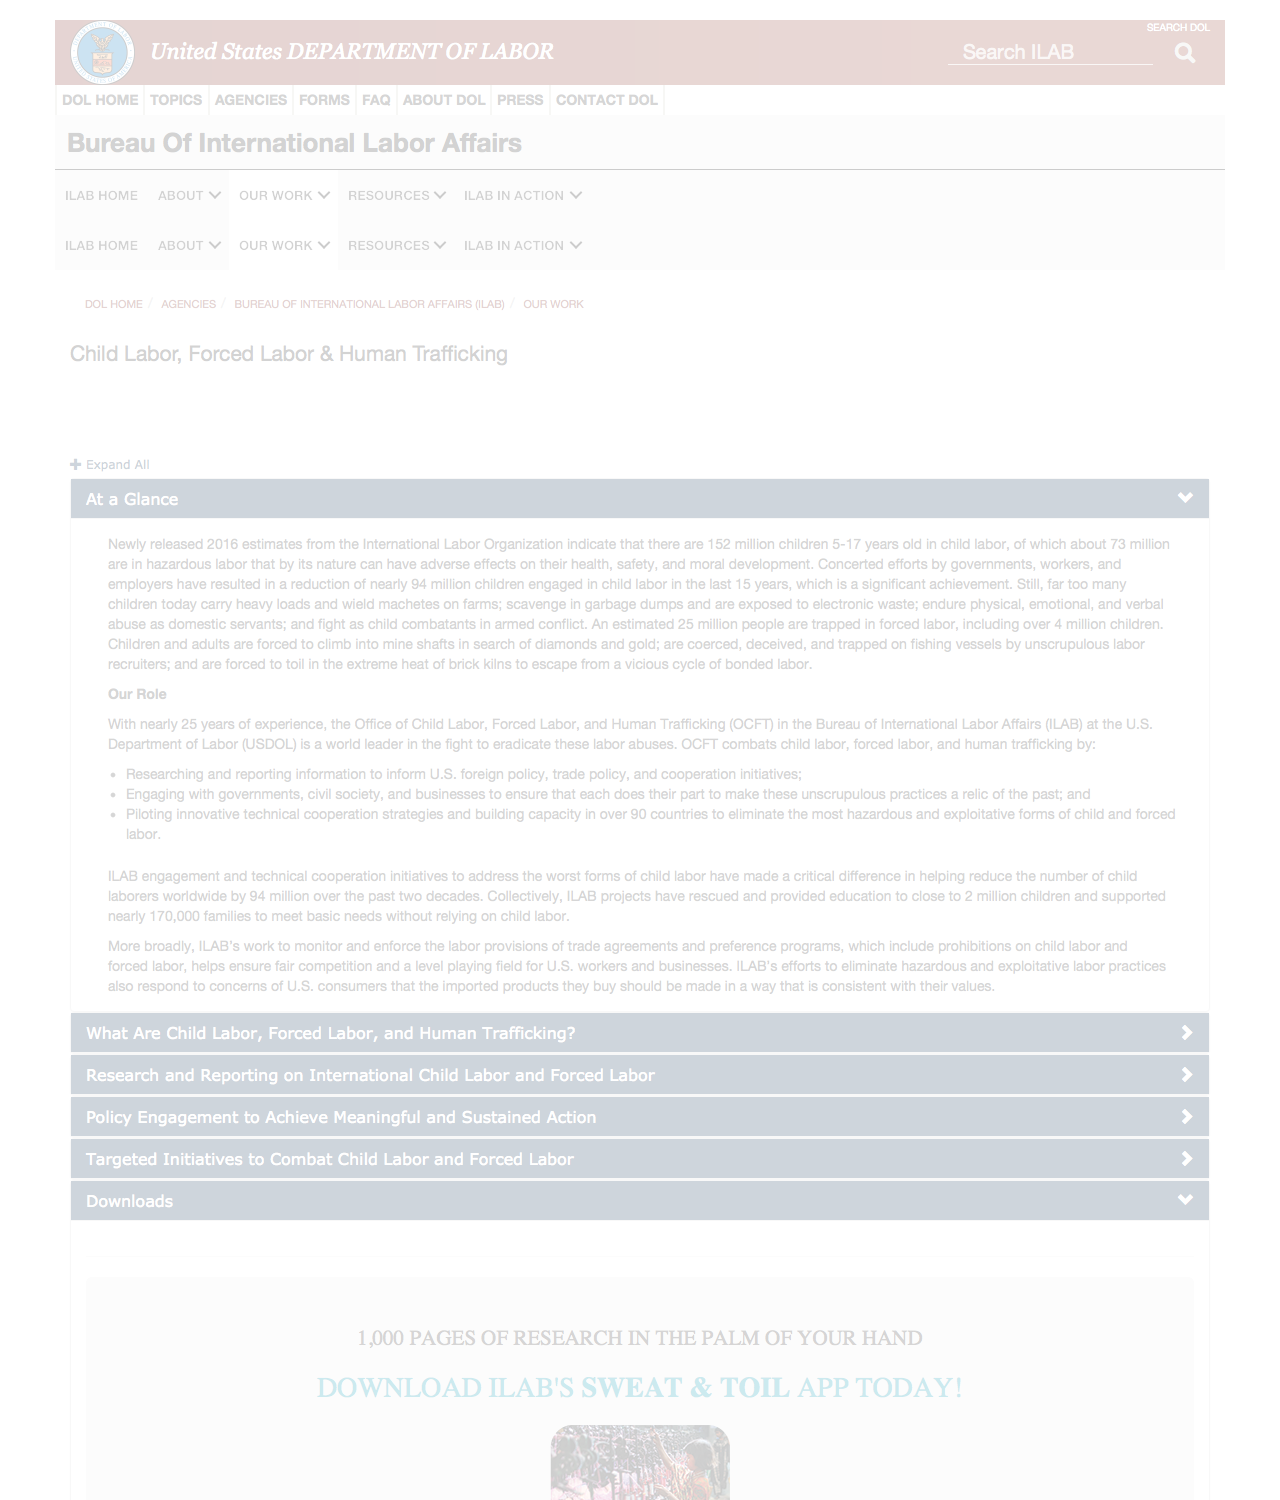 SEARCH DOL
United States DEPARTMENT OF LABOR
Search ILAB
DOL HOME TOPICS AGENCIES FORMS FAQ ABOUT DOL PRESS CONTACT DOL
Bureau Of International Labor Affairs
ILAB HOME ABOUT OUR WORK RESOURCES ILAB IN ACTION
ILAB HOME ABOUT OUR WORK RESOURCES ILAB IN ACTION
DOL HOME / AGENCIES / BUREAU OF INTERNATIONAL LABOR AFFAIRS (ILAB) / OUR WORK
Child Labor, Forced Labor & Human Trafficking
Expand All
At a Glance
Newly released 2016 estimates from the International Labor Organization indicate that there are 152 million children 5-17 years old in child labor, of which about 73 million
are in hazardous labor that by its nature can have adverse effects on their health, safety, and moral development. Concerted efforts by governments, workers, and
employers have resulted in a reduction of nearly 94 million children engaged in child labor in the last 15 years, which is a significant achievement. Still, far too many
children today carry heavy loads and wield machetes on farms; scavenge in garbage dumps and are exposed to electronic waste; endure physical, emotional, and verbal
abuse as domestic servants; and fight as child combatants in armed conflict. An estimated 25 million people are trapped in forced labor, including over 4 million children.
Children and adults are forced to climb into mine shafts in search of diamonds and gold; are coerced, deceived, and trapped on fishing vessels by unscrupulous labor
recruiters; and are forced to toil in the extreme heat of brick kilns to escape from a vicious cycle of bonded labor.
Our Role
With nearly 25 years of experience, the Office of Child Labor, Forced Labor, and Human Trafficking (OCFT) in the Bureau of International Labor Affairs (ILAB) at the U.S.
Department of Labor (USDOL) is a world leader in the fight to eradicate these labor abuses. OCFT combats child labor, forced labor, and human trafficking by:
• Researching and reporting information to inform U.S. foreign policy, trade policy, and cooperation initiatives;
• Engaging with governments, civil society, and businesses to ensure that each does their part to make these unscrupulous practices a relic of the past; and
• Piloting innovative technical cooperation strategies and building capacity in over 90 countries to eliminate the most hazardous and exploitative forms of child and forced
labor.
ILAB engagement and technical cooperation initiatives to address the worst forms of child labor have made a critical difference in helping reduce the number of child
laborers worldwide by 94 million over the past two decades. Collectively, ILAB projects have rescued and provided education to close to 2 million children and supported
nearly 170,000 families to meet basic needs without relying on child labor.
More broadly, ILAB's work to monitor and enforce the labor provisions of trade agreements and preference programs, which include prohibitions on child labor and
forced labor, helps ensure fair competition and a level playing field for U.S. workers and businesses. ILAB's efforts to eliminate hazardous and exploitative labor practices
also respond to concerns of U.S. consumers that the imported products they buy should be made in a way that is consistent with their values.
What Are Child Labor, Forced Labor, and Human Trafficking?
Research and Reporting on International Child Labor and Forced Labor
Policy Engagement to Achieve Meaningful and Sustained Action
Targeted Initiatives to Combat Child Labor and Forced Labor
Downloads
1,000 PAGES OF RESEARCH IN THE PALM OF YOUR HAND
DOWNLOAD ILAB'S SWEAT & TOIL APP TODAY!